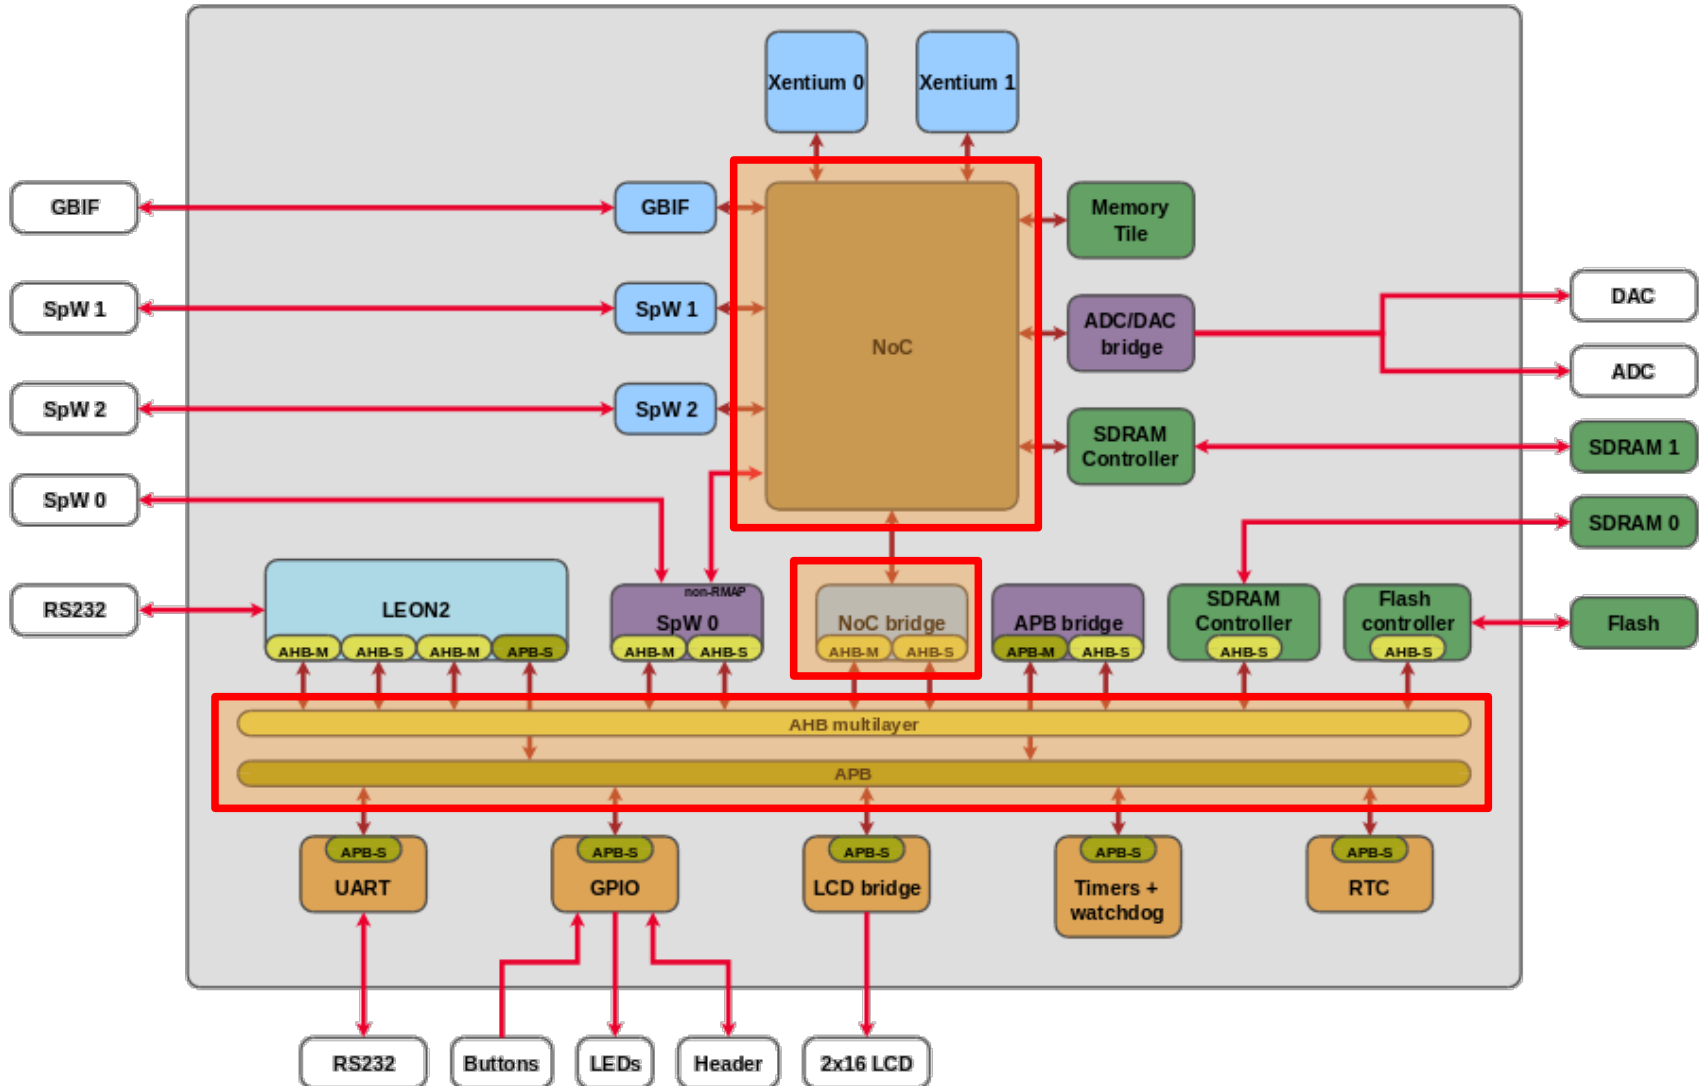 Xentium 0
Xentium 1
GBIF
GBIF
Memory
Tile
SpW 1
SpW 1
NoC
ADC/DAC
bridge
DAC
ADC
SpW 2
SpW 2
SDRAM
Controller
SDRAM 1
SpW 0
SDRAM 0
RS232
LEON2
AHB-M
AHB-S
AHB-M
APB-S
non-RMAP
SpW 0
AHB-M
AHB-S
NoC bridge
AHB-M
AHB-S
APB bridge
APB-M
AHB-S
SDRAM
Controller
AHB-S
Flash
controller
AHB-S
Flash
AHB multilayer
APB
APB-S
UART
APB-S
GPIO
APB-S
LCD bridge
APB-S
Timers +
watchdog
APB-S
RTC
RS232
Buttons
LEDs
Header
2x16 LCD